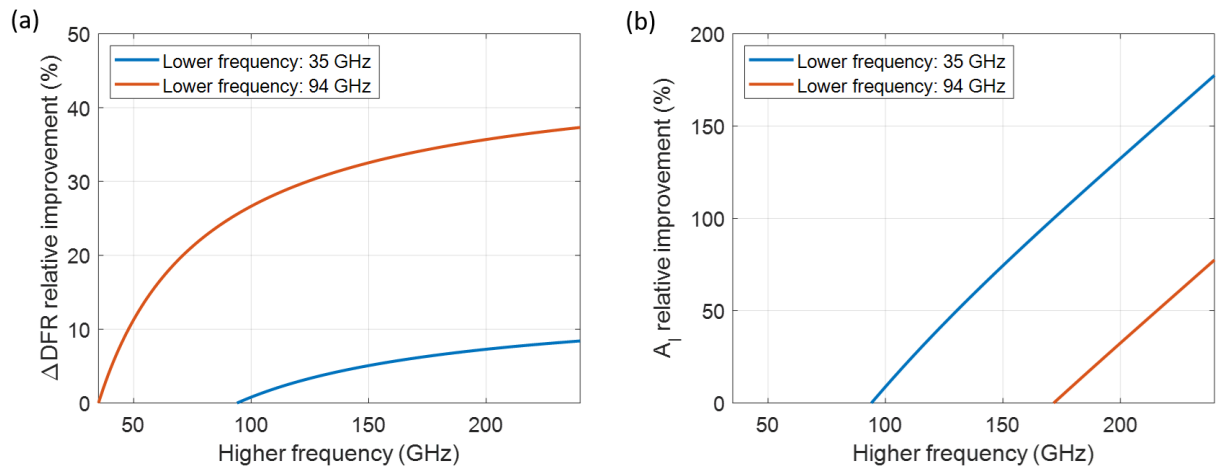 (a)
ΔDFR relative improvement (%)
50
40
30
20
10
0
Lower frequency: 35 GHz
Lower frequency: 94 GHz
50 100 150 200
Higher frequency (GHz)
(b)
A_l relative improvement (%)
200
150
100
50
0
Lower frequency: 35 GHz
Lower frequency: 94 GHz
50 100 150 200
Higher frequency (GHz)